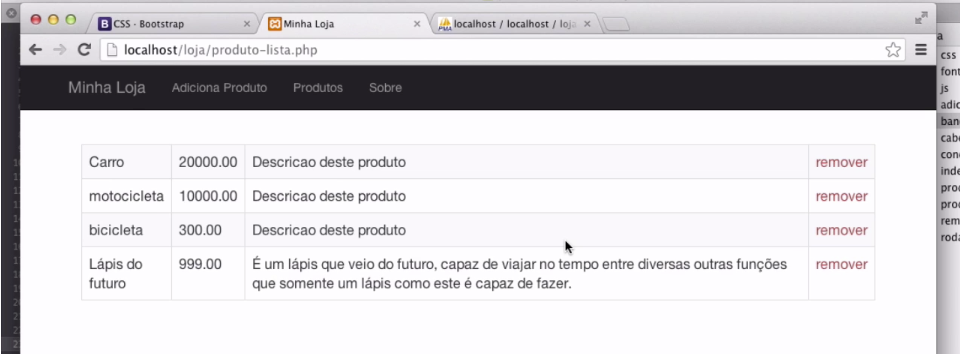 CSS · Bootstrap
Minha Loja
localhost / localhost / loja
localhost/loja/produto-lista.php
Minha Loja Adiciona Produto Produtos Sobre
Carro 20000.00 Descricao deste produto remover
motocicleta 10000.00 Descricao deste produto remover
bicicleta 300.00 Descricao deste produto remover
Lápis do futuro 999.00 É um lápis que veio do futuro, capaz de viajar no tempo entre diversas outras funções
que somente um lápis como este é capaz de fazer. remover
css
font
js
adic
cabe
inde
rem
roda